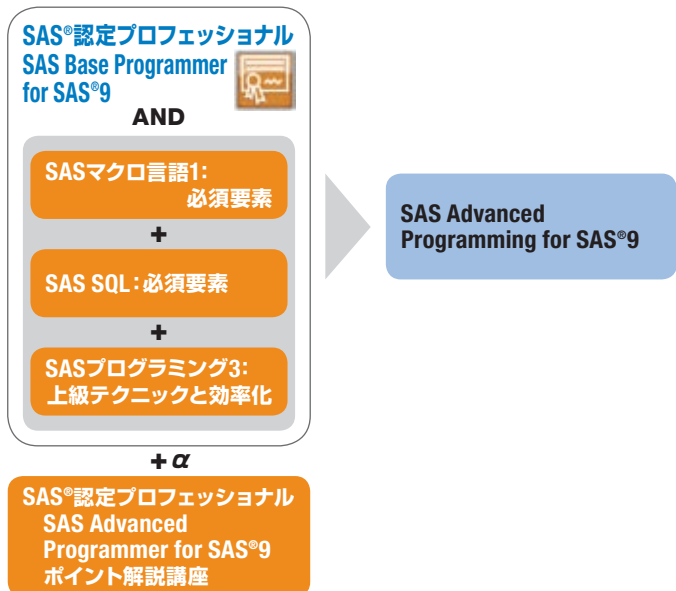 SAS®認定プロフェッショナル
SAS Base Programmer
for SAS®9
AND
SASマクロ言語1:
必須要素
+
SAS SQL:必須要素
+
SASプログラミング3:
上級テクニックと効率化
+α
SAS®認定プロフェッショナル
SAS Advanced
Programmer for SAS®9
ポイント解説講座
SAS Advanced
Programming for SAS®9